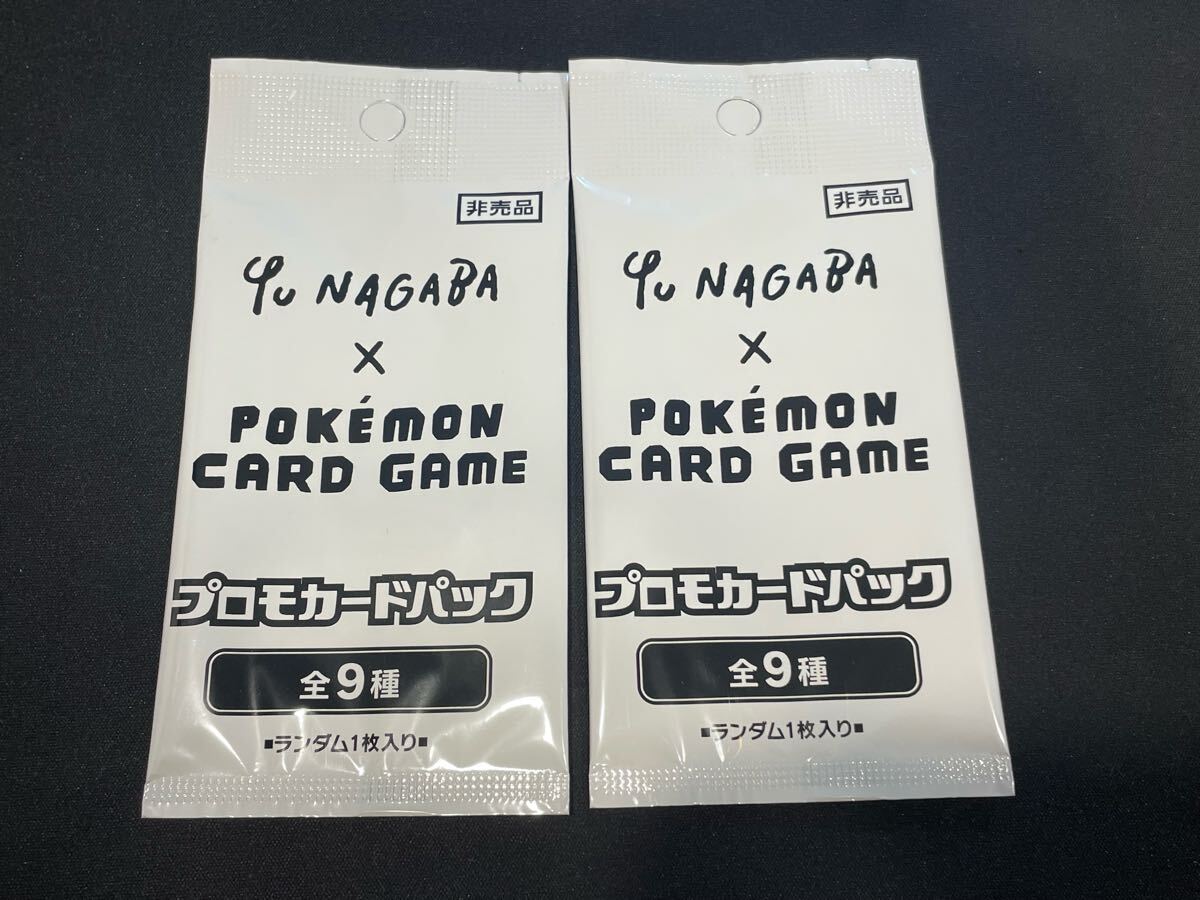 非売品
Yu NAGABA
×
POKÉMON
CARD GAME
プロモカードパック
全9種
■ランダム1枚入り■
非売品
Yu NAGABA
×
POKÉMON
CARD GAME
プロモカードパック
全9種
■ランダム1枚入り■